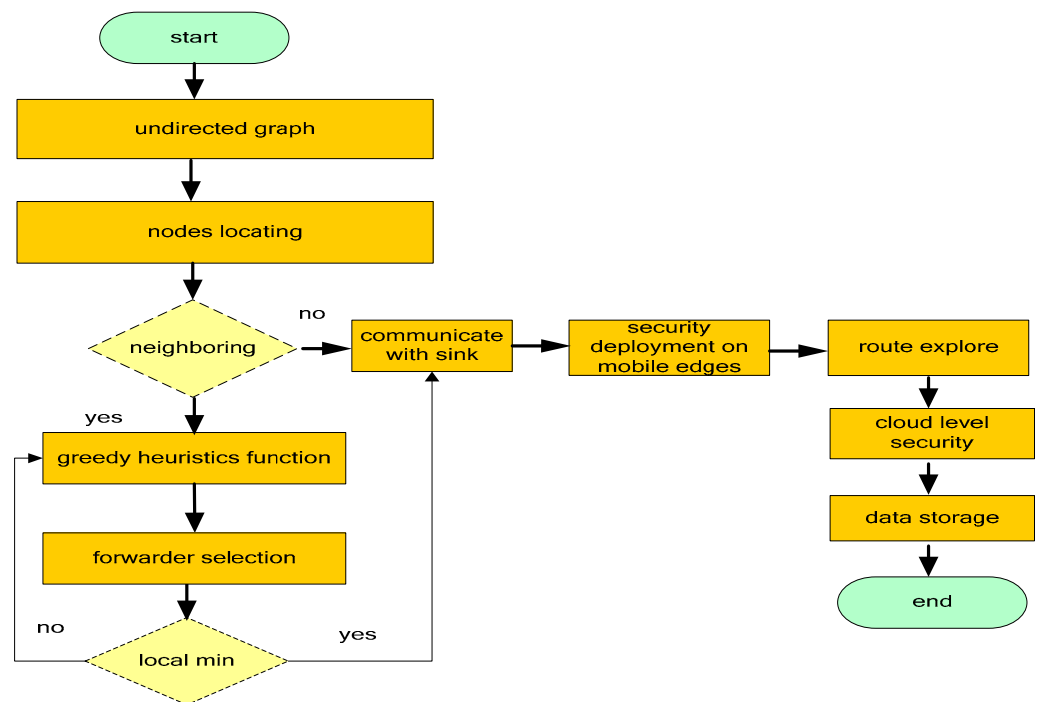 start
undirected graph
nodes locating
neighboring
no
communicate
with sink
security
deployment on
mobile edges
route explore
yes
greedy heuristics function
cloud level
security
forwarder selection
data storage
no
local min
yes
end